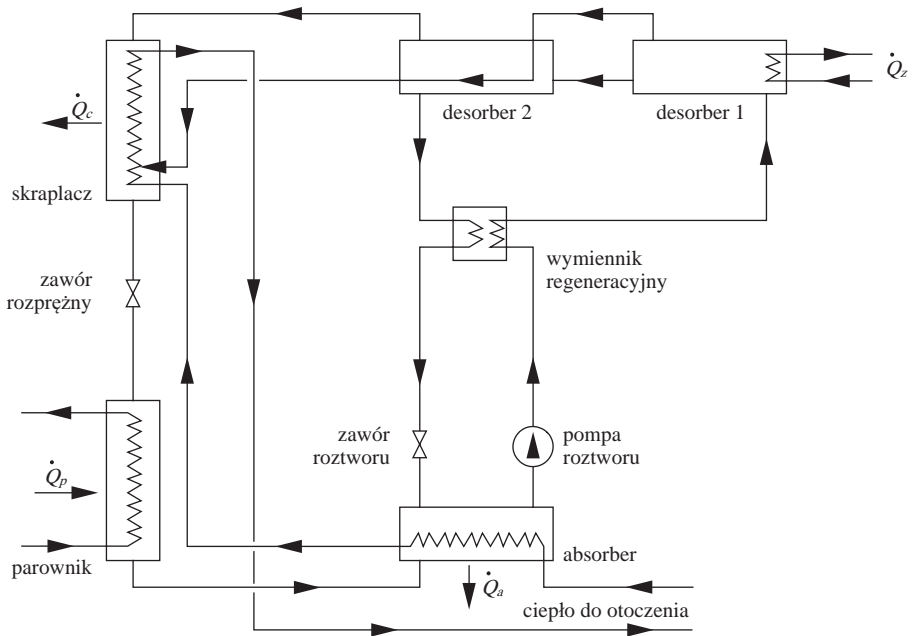 Q̇z
desorber 2
desorber 1
Q̇c
skraplacz
wymiennik
regeneracyjny
zawór
rozprężny
zawór
roztworu
pompa
roztworu
Q̇p
parownik
absorber
Q̇a
ciepło do otoczenia